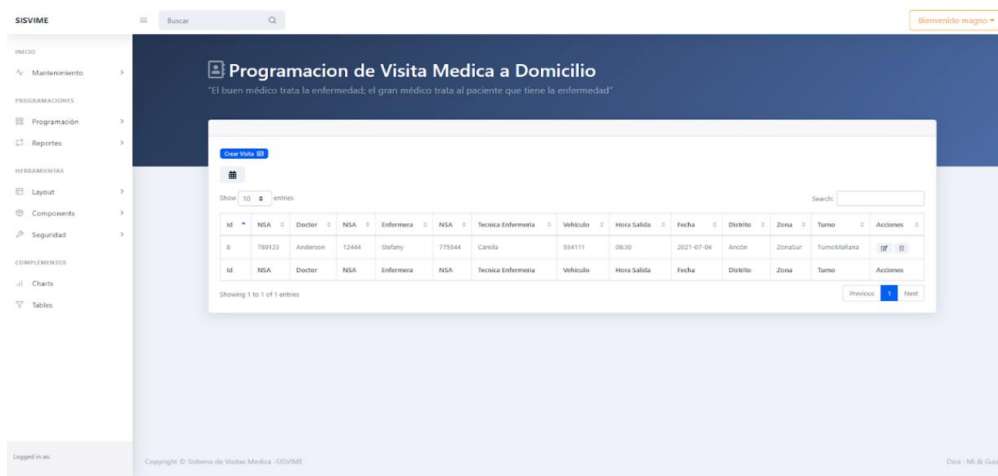 SISVIME
Buscar
Bienvenido magno
INICIO
Mantenimiento
PROGRAMACIONES
Programación
Reportes
HERRAMIENTAS
Layout
Components
Seguridad
COMPLEMENTOS
Charts
Tables
Logged in as:
Programacion de Visita Medica a Domicilio
"El buen médico trata la enfermedad; el gran médico trata al paciente que tiene la enfermedad"
Crear Visita
Show 10 entries
Search:
Id NSA Doctor NSA Enfermera NSA Tecnica Enfermeria Vehiculo Hora Salida Fecha Distrito Zona Turno Acciones
8 789123 Anderson 12444 Stefany 775544 Camila 554111 08:30 2021-07-06 Ancón ZonaSur TurnoMañana
Id NSA Doctor NSA Enfermera NSA Tecnica Enfermeria Vehiculo Hora Salida Fecha Distrito Zona Turno Acciones
Showing 1 to 1 of 1 entries
Previous 1 Next
Copyright © Sistema de Visitas Medica -SISVIME